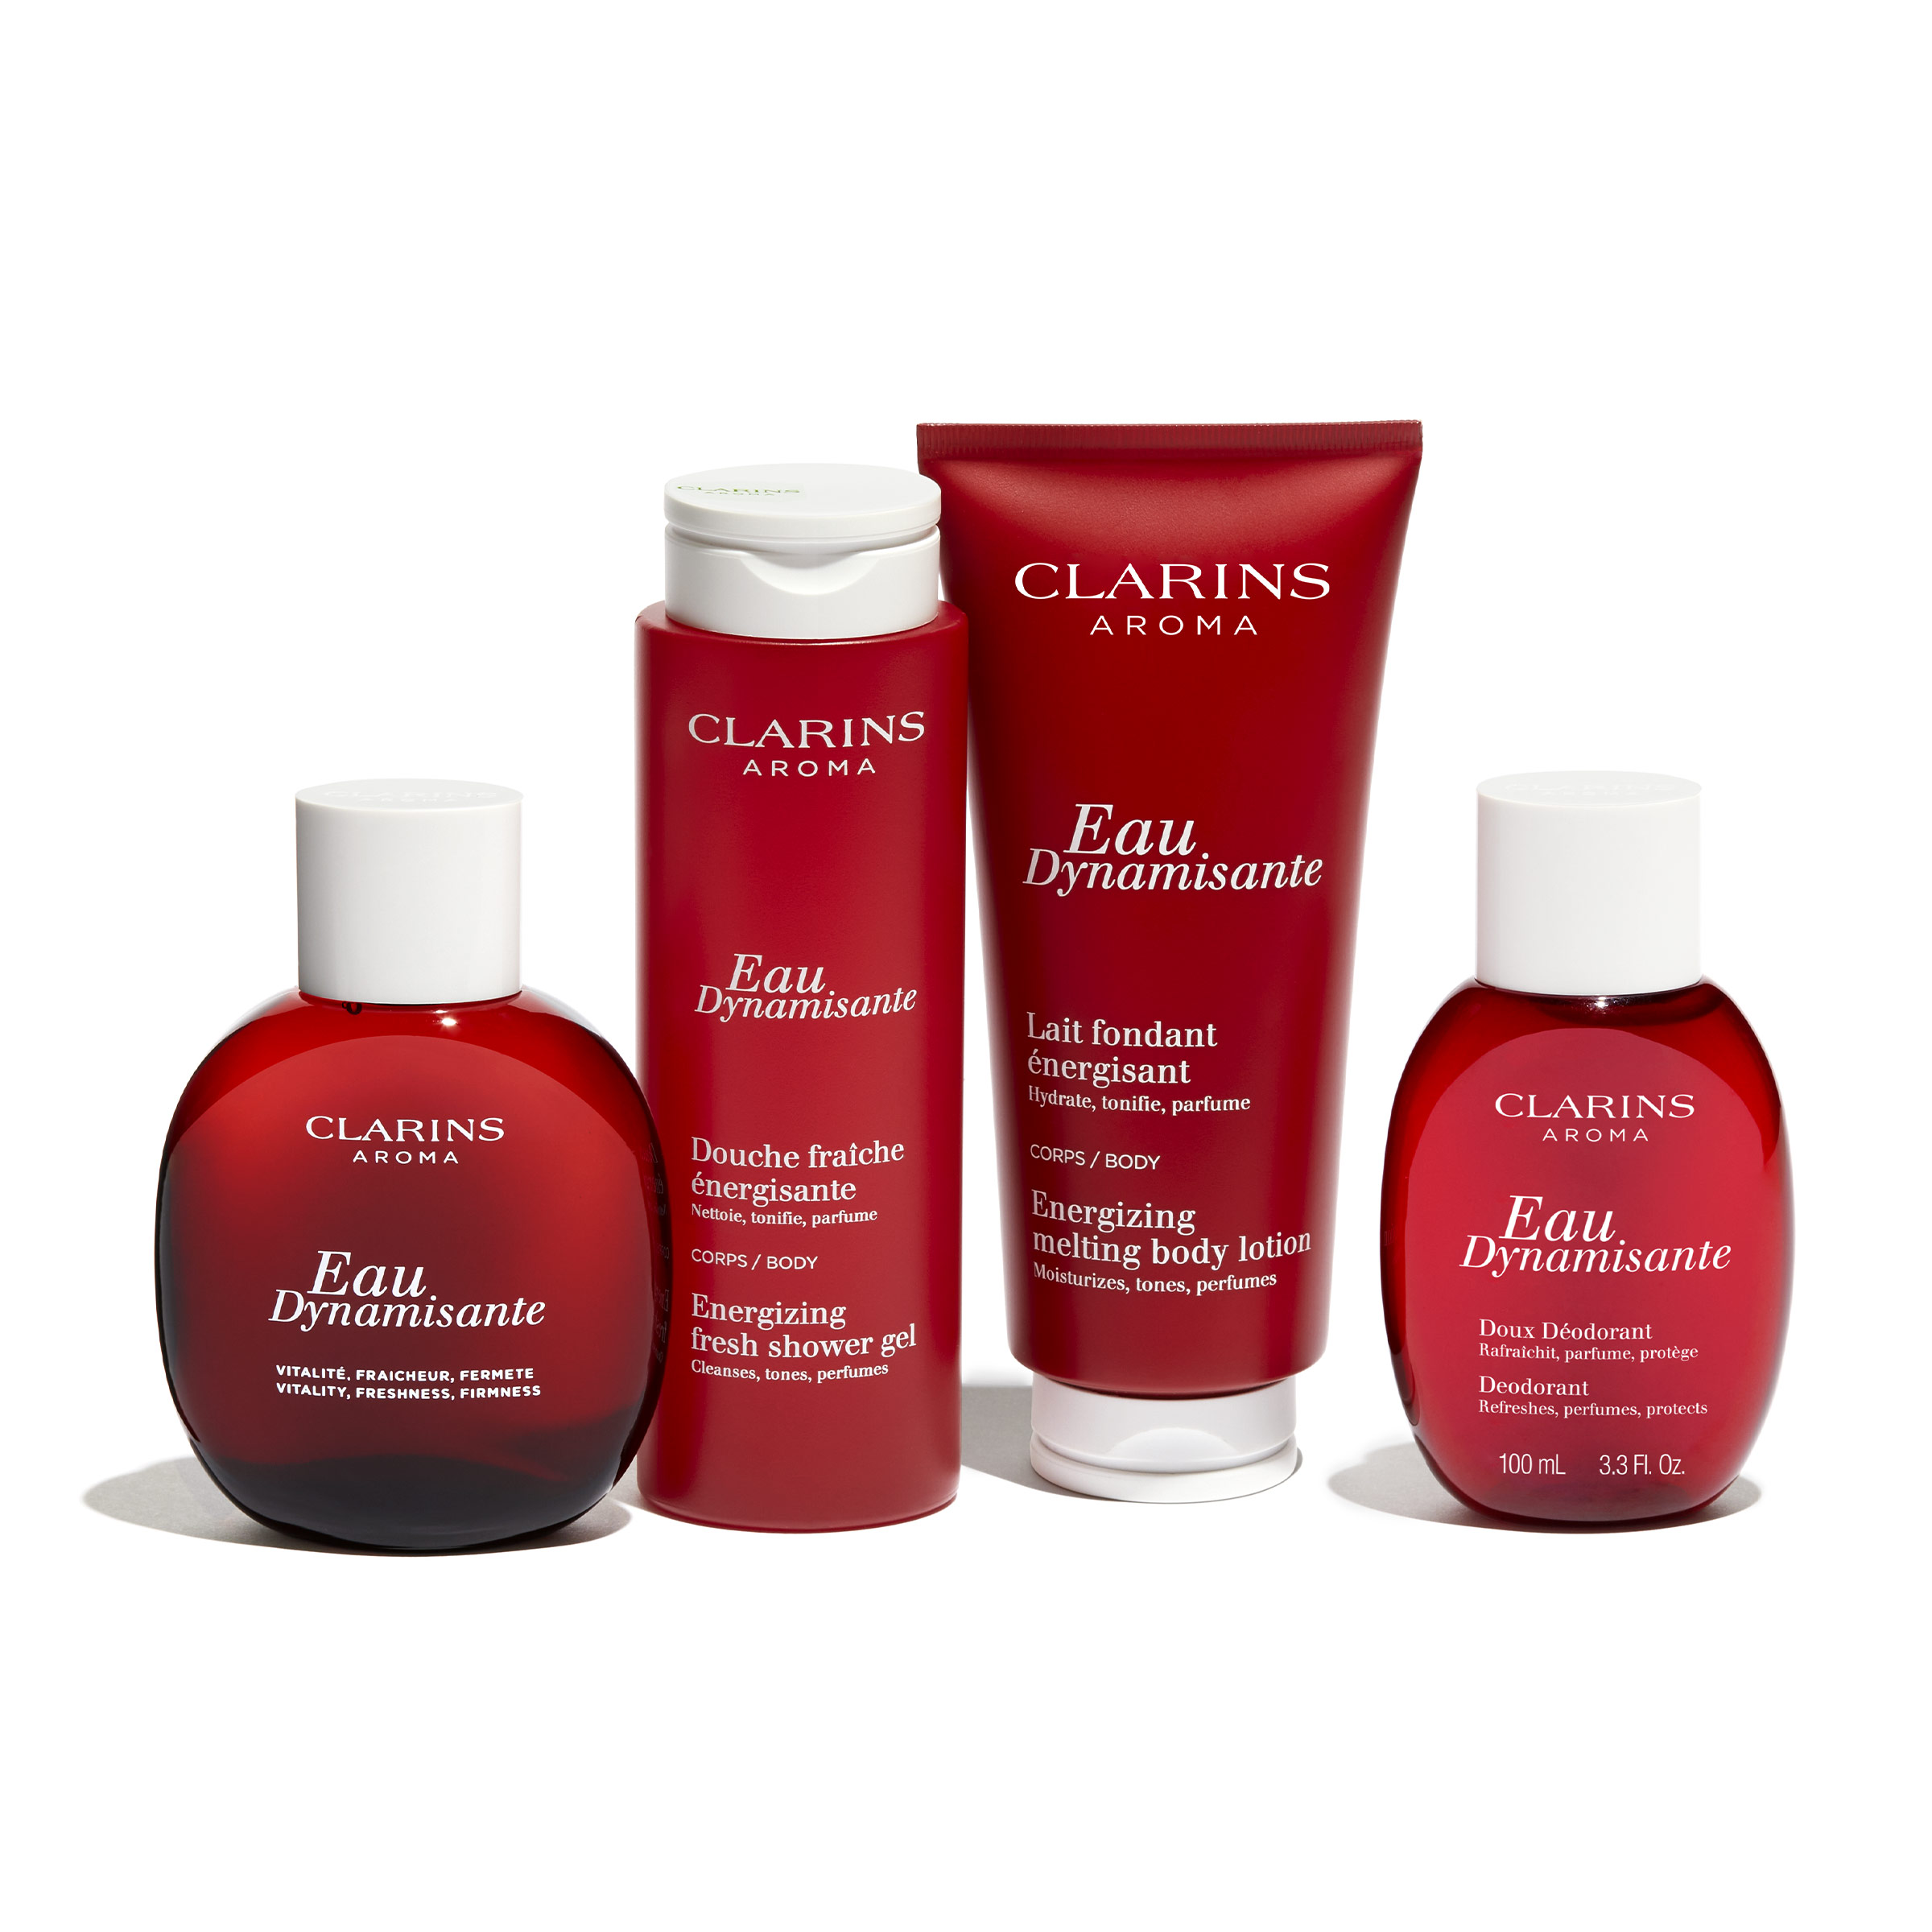 CLARINS
AROMA
Eau
Dynamisante
VITALITÉ, FRAICHEUR, FERMETE
VITALITY, FRESHNESS, FIRMNESS
CLARINS
AROMA
CLARINS
AROMA
Eau
Dynamisante
Douche fraîche
énergisante
Nettoie, tonifie, parfume
CORPS / BODY
Energizing
fresh shower gel
Cleanses, tones, perfumes
CLARINS
AROMA
Eau
Dynamisante
Lait fondant
énergisant
Hydrate, tonifie, parfume
CORPS / BODY
Energizing
melting body lotion
Moisturizes, tones, perfumes
CLARINS
AROMA
Eau
Dynamisante
Doux Déodorant
Rafraîchit, parfume, protège
Deodorant
Refreshes, perfumes, protects
100 mL 3.3 Fl. Oz.